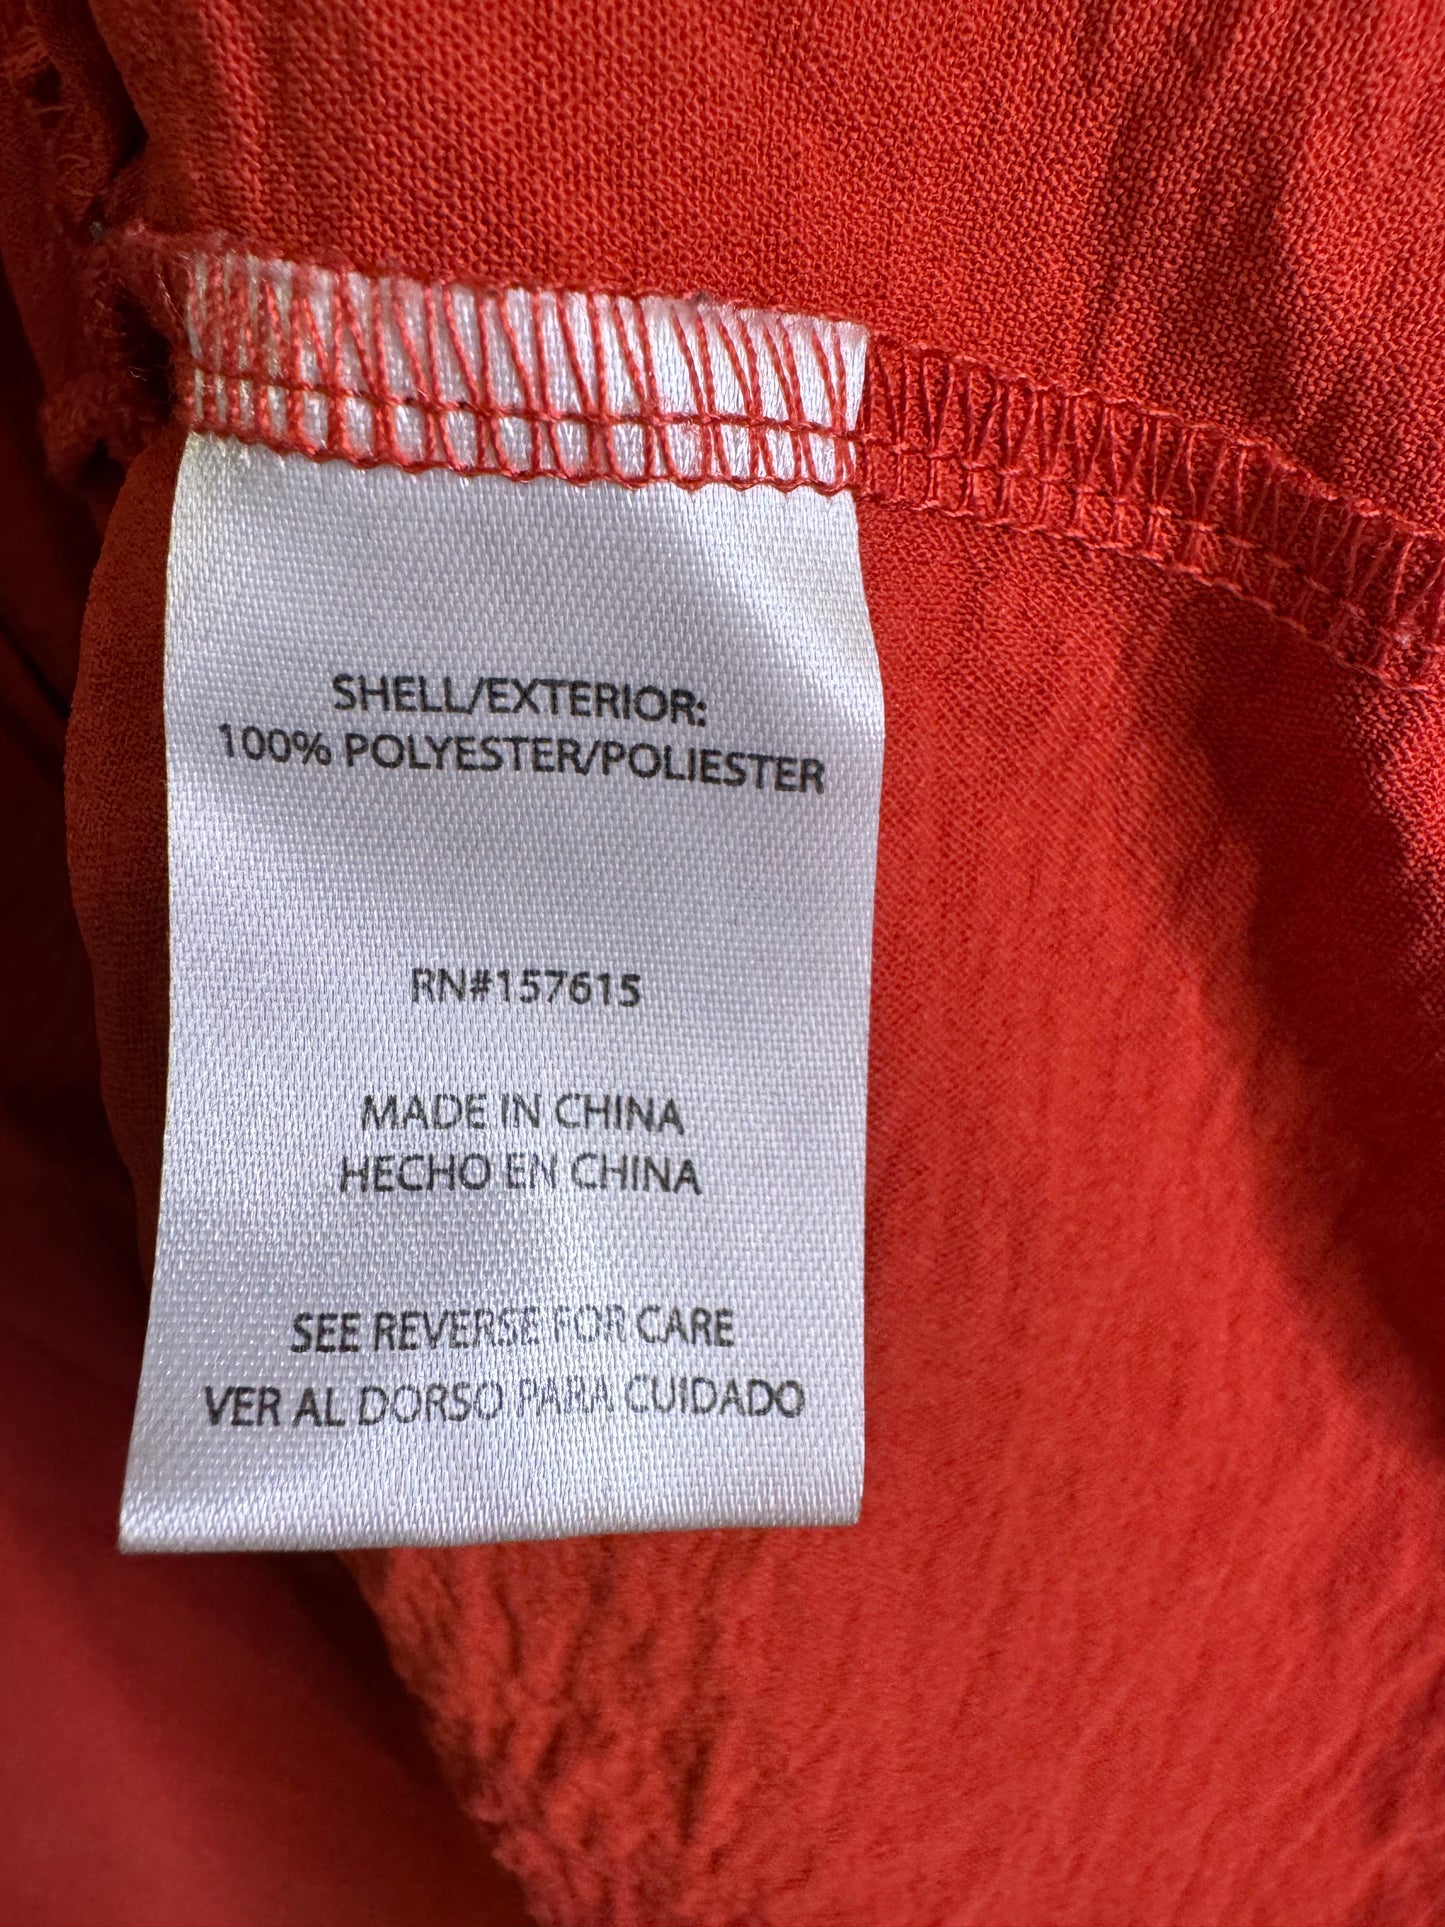 SHELL/EXTERIOR:
100% POLYESTER/POLIESTER
RN#157615
MADE IN CHINA
HECHO EN CHINA
SEE REVERSE FOR CARE
VER AL DORSO PARA CUIDADO